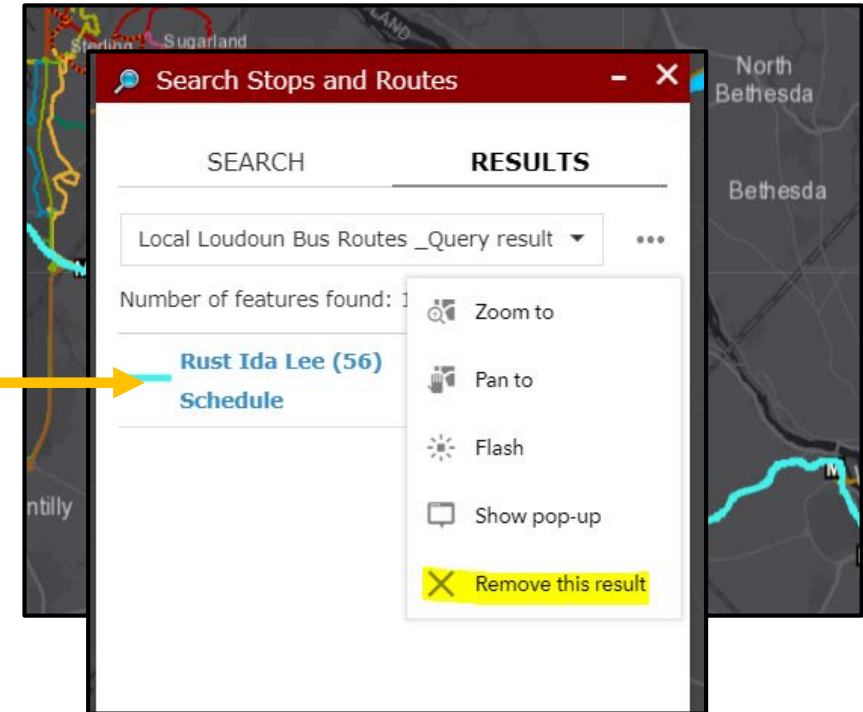 LAND
Sterling Sugarland
North
Bethesda
Bethesda
ntilly
M
M
Search Stops and Routes
SEARCH RESULTS
Local Loudoun Bus Routes _Query result
Number of features found: 1
Rust Ida Lee (56)
Schedule
Zoom to
Pan to
Flash
Show pop-up
Remove this result